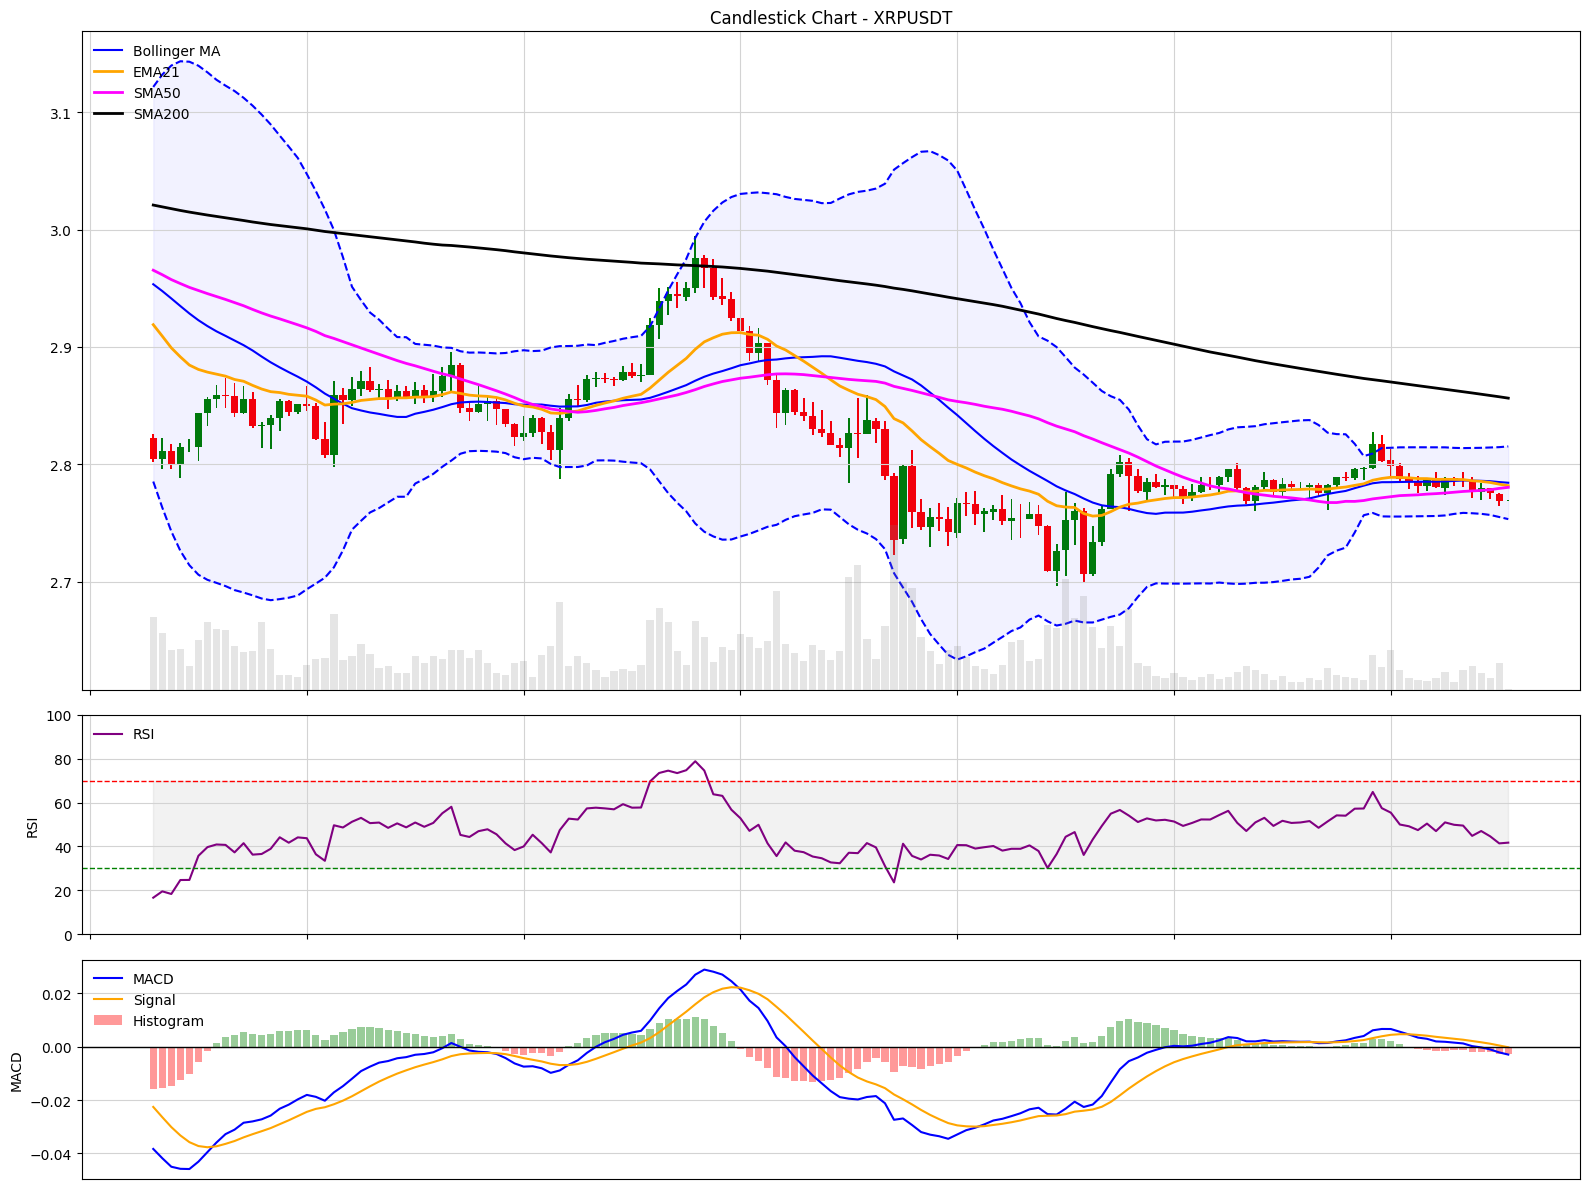 Candlestick Chart - XRPUSDT
Bollinger MA
EMA21
SMA50
SMA200
3.1
3.0
2.9
2.8
2.7
RSI
RSI
100
80
60
40
20
0
MACD
Signal
Histogram
MACD
0.02
0.00
−0.02
−0.04